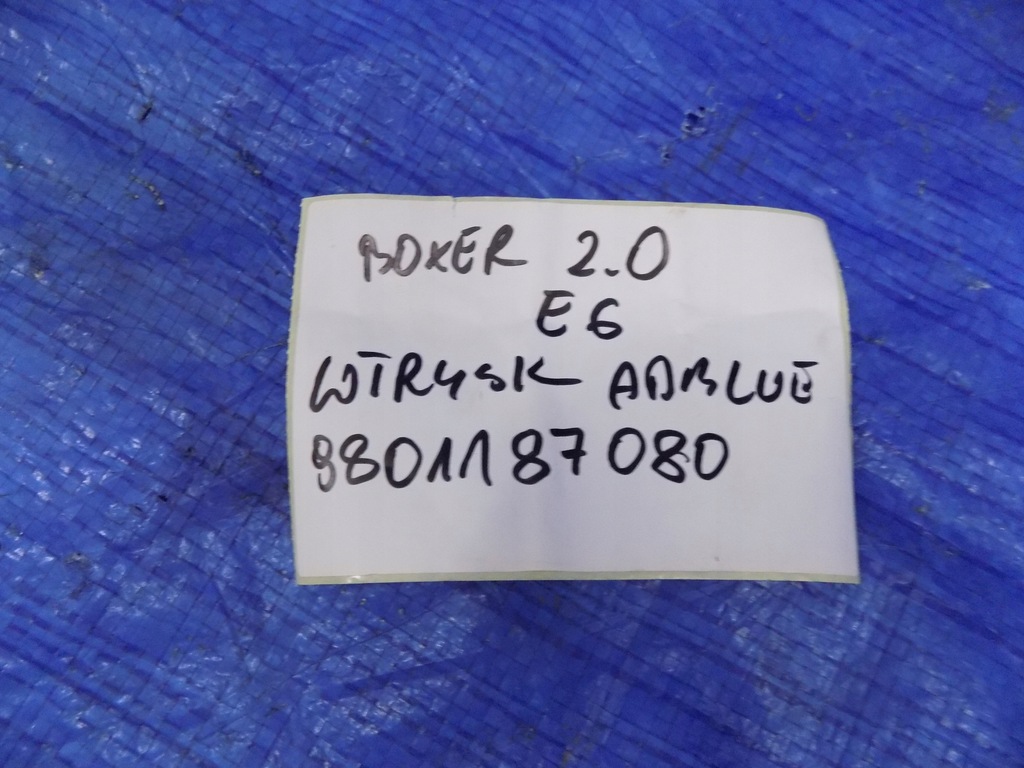 BOXER 2.0
E6
WTRYSK ADBLUE
9801187080